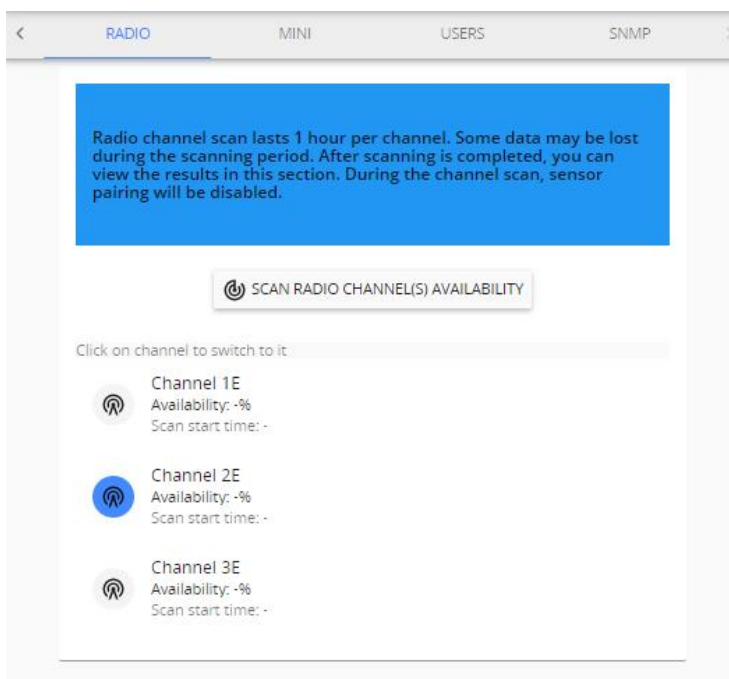 RADIO MINI USERS SNMP
Radio channel scan lasts 1 hour per channel. Some data may be lost
during the scanning period. After scanning is completed, you can
view the results in this section. During the channel scan, sensor
pairing will be disabled.
SCAN RADIO CHANNEL(S) AVAILABILITY
Click on channel to switch to it
Channel 1E
Availability: -%
Scan start time: -
Channel 2E
Availability: -%
Scan start time: -
Channel 3E
Availability: -%
Scan start time: -